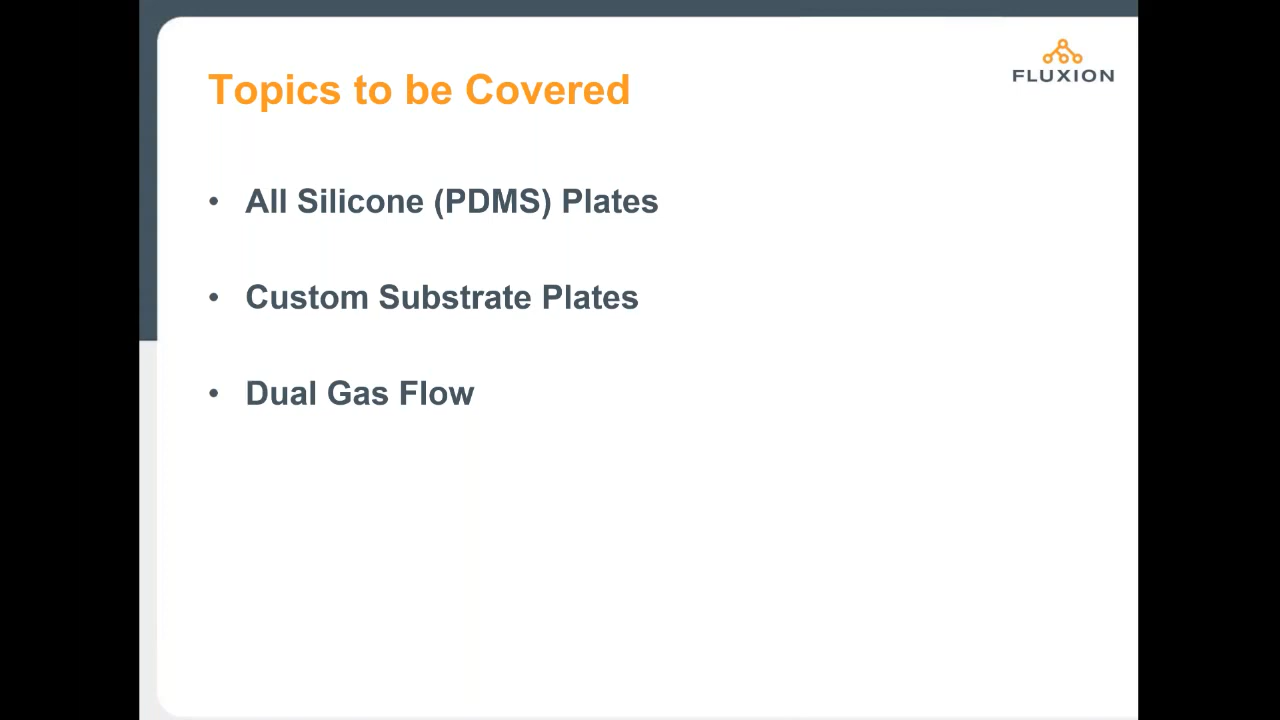 FLUXION
Topics to be Covered
• All Silicone (PDMS) Plates
• Custom Substrate Plates
• Dual Gas Flow